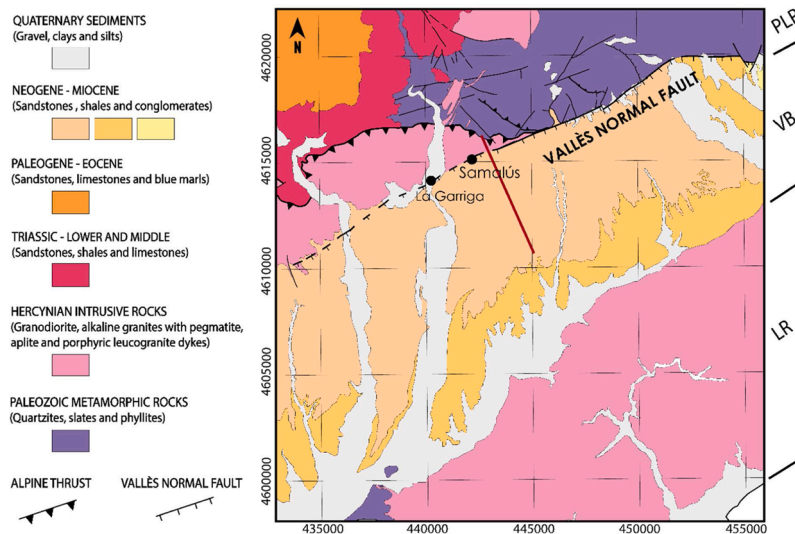 QUATERNARY SEDIMENTS
(Gravel, clays and silts)
NEOGENE - MIOCENE
(Sandstones , shales and conglomerates)
PALEOGENE - EOCENE
(Sandstones, limestones and blue marls)
TRIASSIC - LOWER AND MIDDLE
(Sandstones, shales and limestones)
HERCYNIAN INTRUSIVE ROCKS
(Granodiorite, alkaline granites with pegmatite,
aplite and porphyric leucogranite dykes)
PALEOZOIC METAMORPHIC ROCKS
(Quartzites, slates and phyllites)
ALPINE THRUST
VALLÈS NORMAL FAULT
N
4620000
4615000
4610000
4605000
4600000
435000
440000
445000
450000
455000
VALLÈS NORMAL FAULT
Samalús
La Garriga
PLR
VB
LR